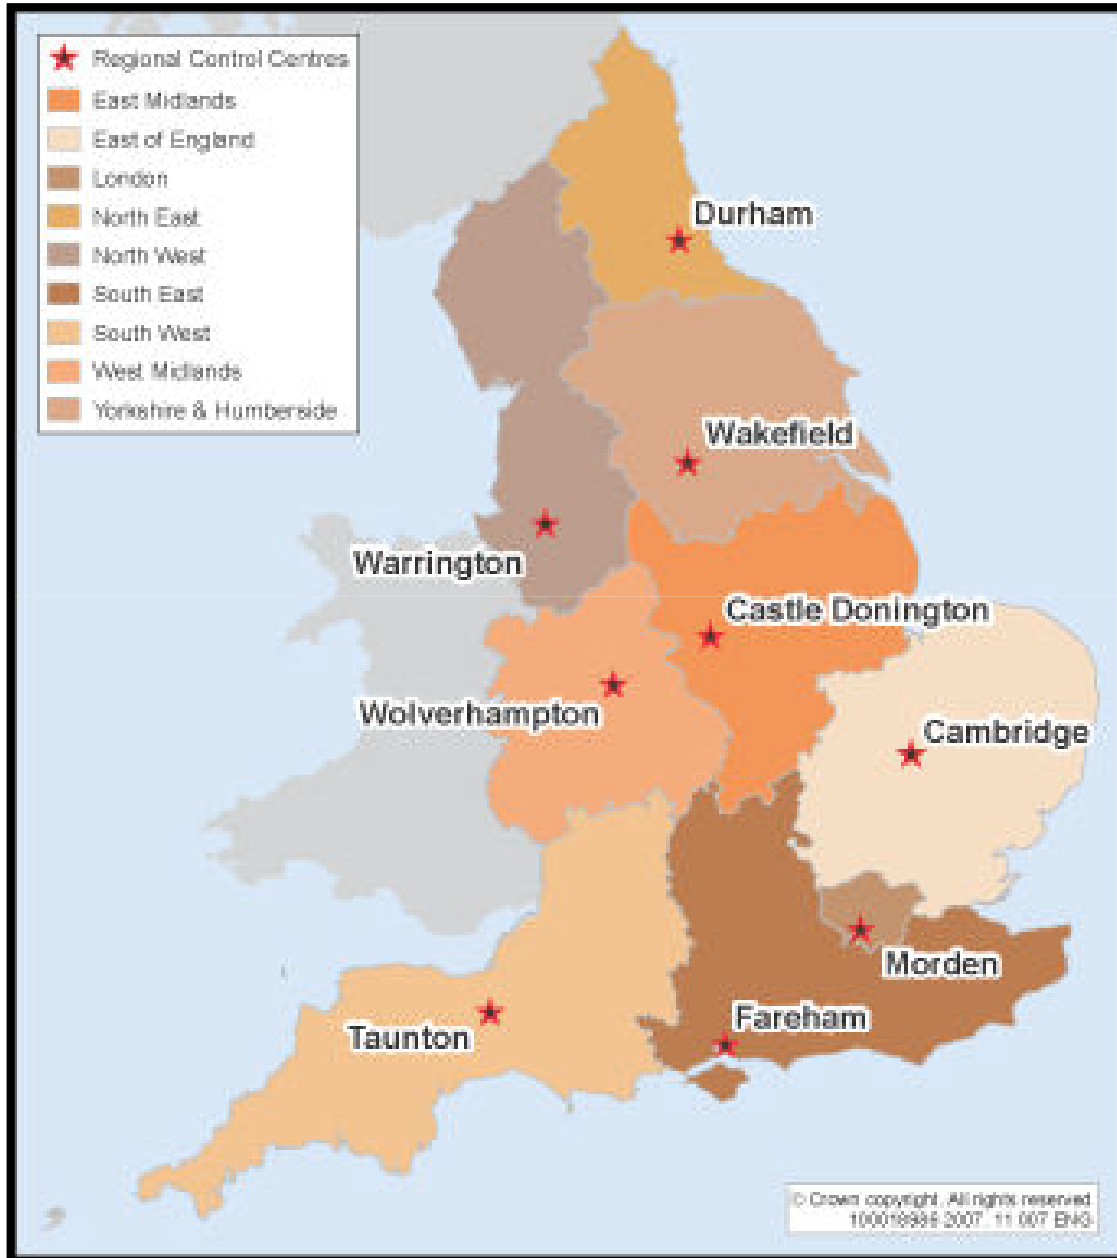 Regional Control Centres
East Midlands
East of England
London
North East
North West
South East
South West
West Midlands
Yorkshire & Humberside
Durham
Wakefield
Warrington
Castle Donington
Wolverhampton
Cambridge
Morden
Fareham
Taunton
© Crown copyright. All rights reserved
100018986 2007. 11 007 ENG